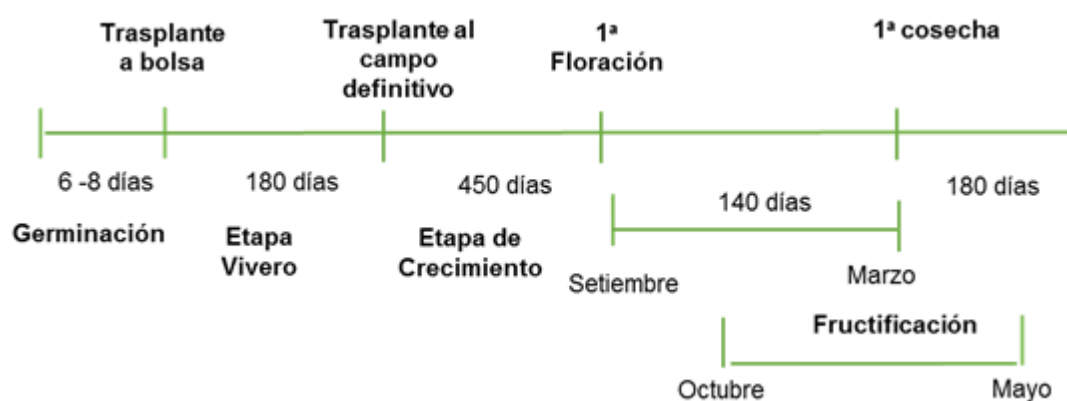 Trasplante
a bolsa
Trasplante al
campo
definitivo
1ª
Floración
1ª cosecha
6 -8 días
180 días
450 días
140 días
180 días
Germinación
Etapa
Vivero
Etapa de
Crecimiento
Setiembre
Marzo
Fructificación
Octubre
Mayo